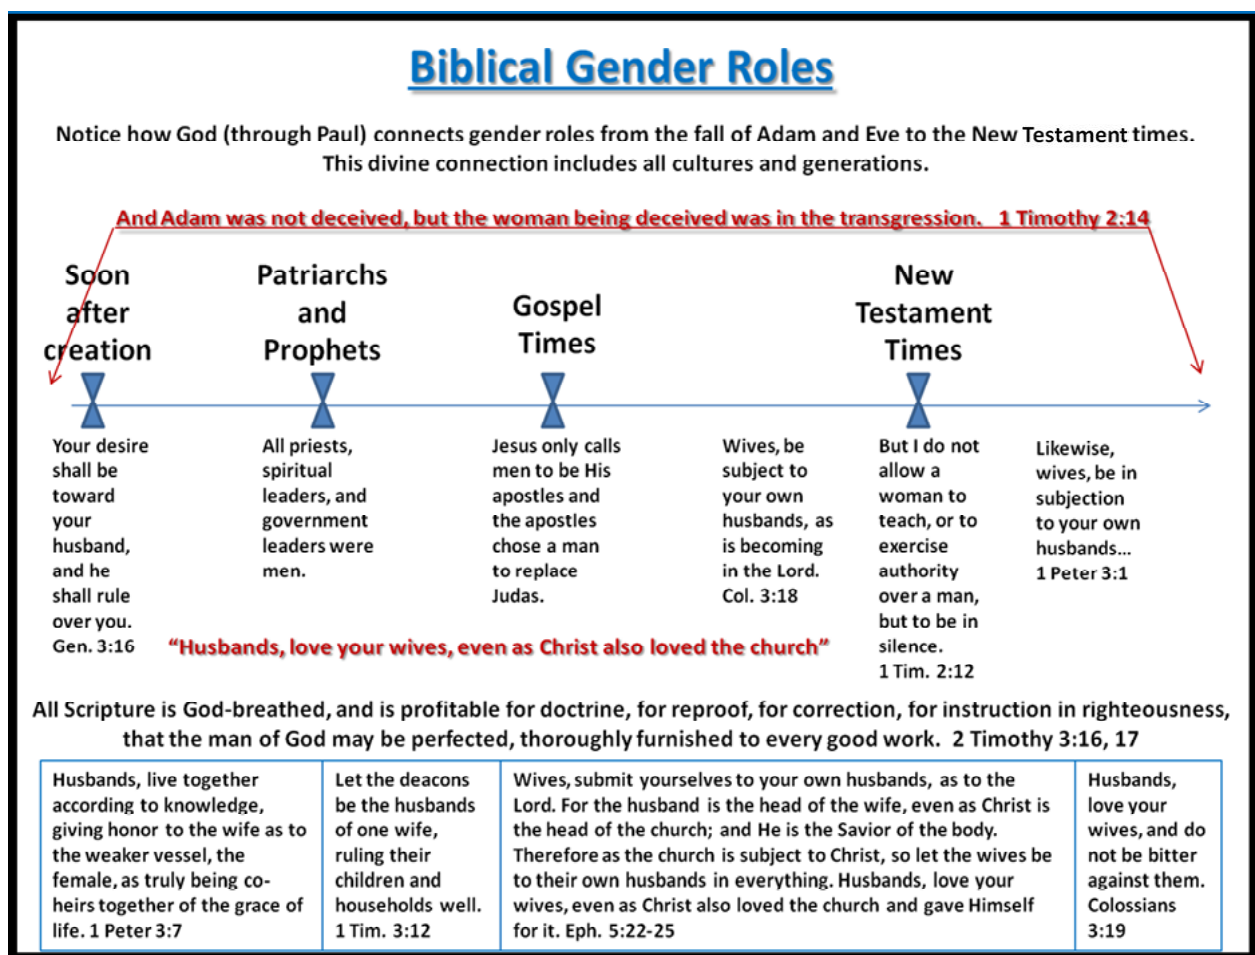 Biblical Gender Roles
Notice how God (through Paul) connects gender roles from the fall of Adam and Eve to the New Testament times.
This divine connection includes all cultures and generations.
And Adam was not deceived, but the woman being deceived was in the transgression.   1 Timothy 2:14
Soon
after
creation
Patriarchs
and
Prophets
Gospel
Times
New
Testament
Times
Your desire
shall be
toward
your
husband,
and he
shall rule
over you.
Gen. 3:16
All priests,
spiritual
leaders, and
government
leaders were
men.
Jesus only calls
men to be His
apostles and
the apostles
chose a man
to replace
Judas.
Wives, be
subject to
your own
husbands, as
is becoming
in the Lord.
Col. 3:18
But I do not
allow a
woman to
teach, or to
exercise
authority
over a man,
but to be in
silence.
1 Tim. 2:12
Likewise,
wives, be in
subjection
to your own
husbands...
1 Peter 3:1
“Husbands, love your wives, even as Christ also loved the church”
All Scripture is God-breathed, and is profitable for doctrine, for reproof, for correction, for instruction in righteousness,
that the man of God may be perfected, thoroughly furnished to every good work.  2 Timothy 3:16, 17
Husbands, live together
according to knowledge,
giving honor to the wife as to
the weaker vessel, the
female, as truly being co-
heirs together of the grace of
life. 1 Peter 3:7
Let the deacons
be the husbands
of one wife,
ruling their
children and
households well.
1 Tim. 3:12
Wives, submit yourselves to your own husbands, as to the
Lord. For the husband is the head of the wife, even as Christ is
the head of the church; and He is the Savior of the body.
Therefore as the church is subject to Christ, so let the wives be
to their own husbands in everything. Husbands, love your
wives, even as Christ also loved the church and gave Himself
for it. Eph. 5:22-25
Husbands,
love your
wives, and do
not be bitter
against them.
Colossians
3:19